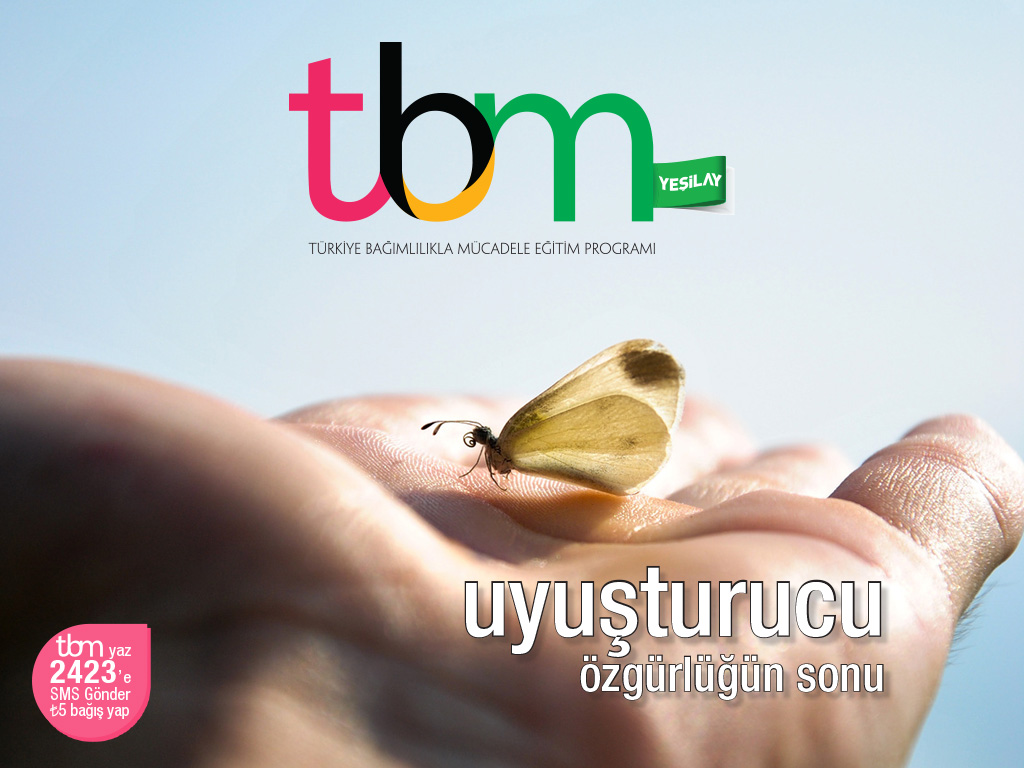 tbm
YEŞİLAY
TÜRKİYE BAĞIMLILIKLA MÜCADELE EĞİTİM PROGRAMI
uyuşturucu
özgürlüğün sonu
tbm yaz
2423'e
SMS Gönder
₺5 bağış yap